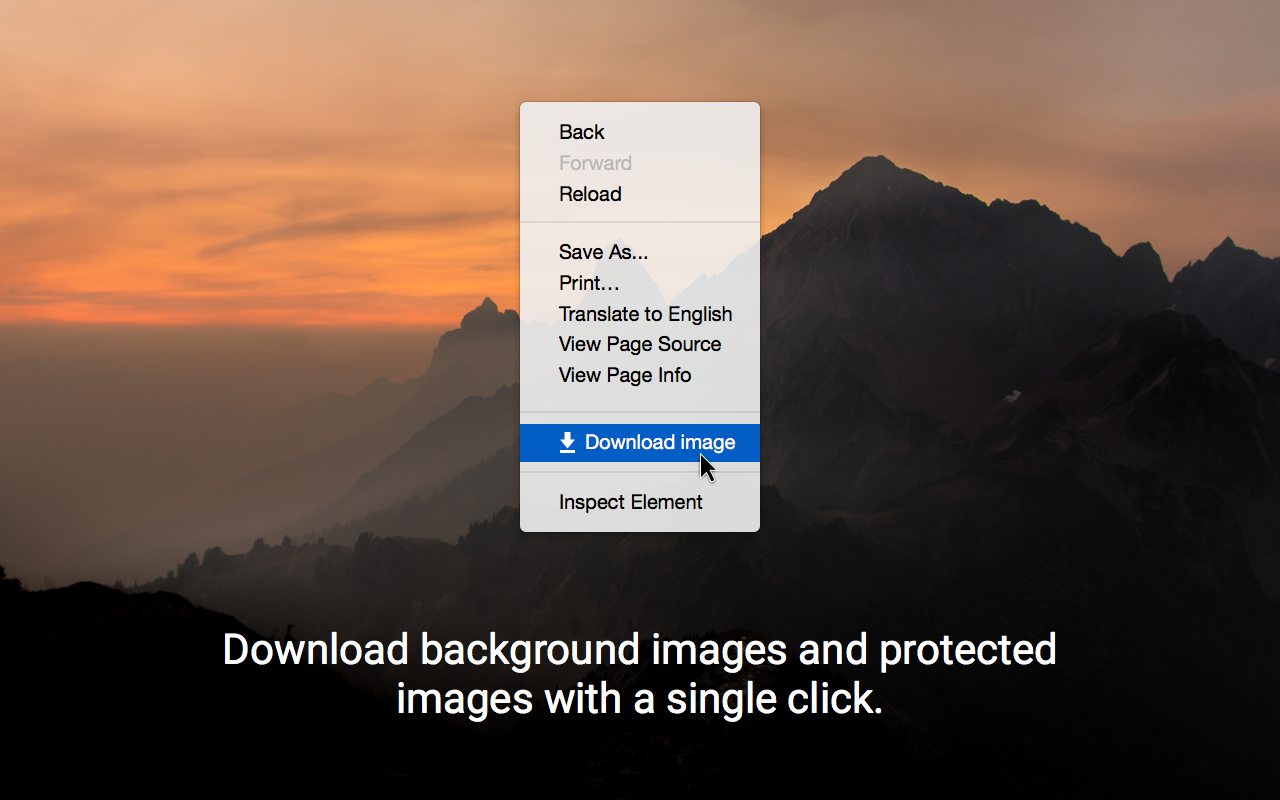 Back
Forward
Reload
Save As...
Print…
Translate to English
View Page Source
View Page Info
Download image
Inspect Element
Download background images and protected
images with a single click.